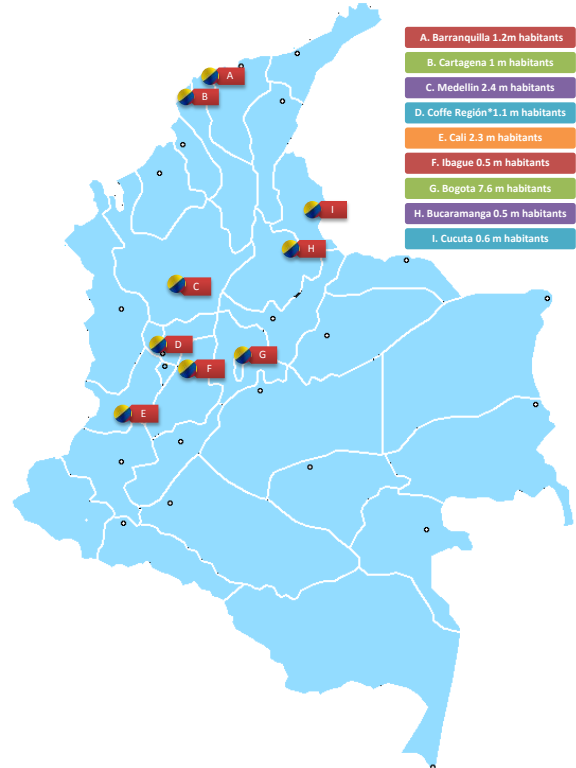 A. Barranquilla 1.2m habitants
B. Cartagena 1 m habitants
C. Medellin 2.4 m habitants
D. Coffe Región*1.1 m habitants
E. Cali 2.3 m habitants
F. Ibague 0.5 m habitants
G. Bogota 7.6 m habitants
H. Bucaramanga 0.5 m habitants
I. Cucuta 0.6 m habitants
A
B
I
H
C
D
G
F
E